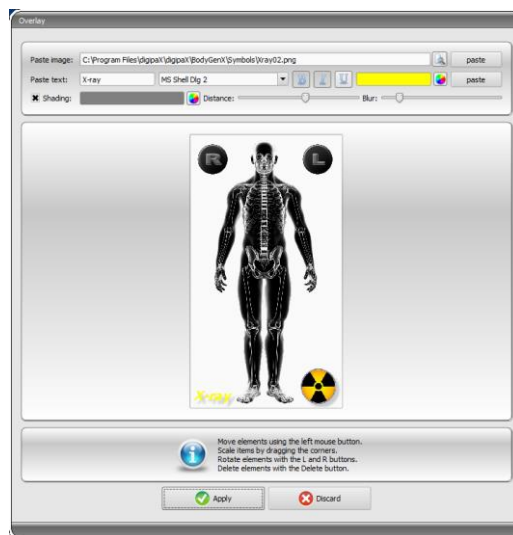 Overlay
Paste image: C:\Program Files\digipaX\digipaX\BodyGenX\Symbols\Xray02.png paste
Paste text: X-ray MS Shell Dlg 2 B I U paste
Shading: Distance: Blur:
R L
X-ray
Move elements using the left mouse button.
Scale items by dragging the corners.
Rotate elements with the L and R buttons.
Delete elements with the Delete button.
Apply Discard